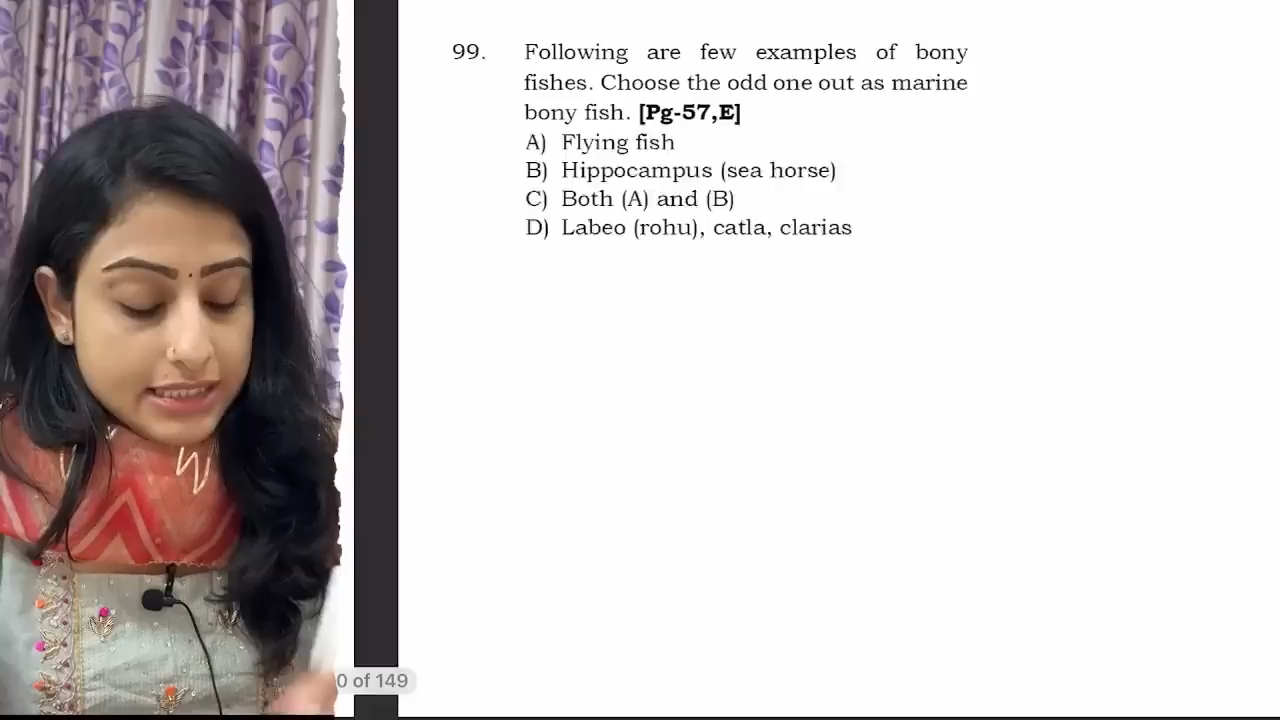 99. Following are few examples of bony
fishes. Choose the odd one out as marine
bony fish. [Pg-57,E]
A) Flying fish
B) Hippocampus (sea horse)
C) Both (A) and (B)
D) Labeo (rohu), catla, clarias
0 of 149